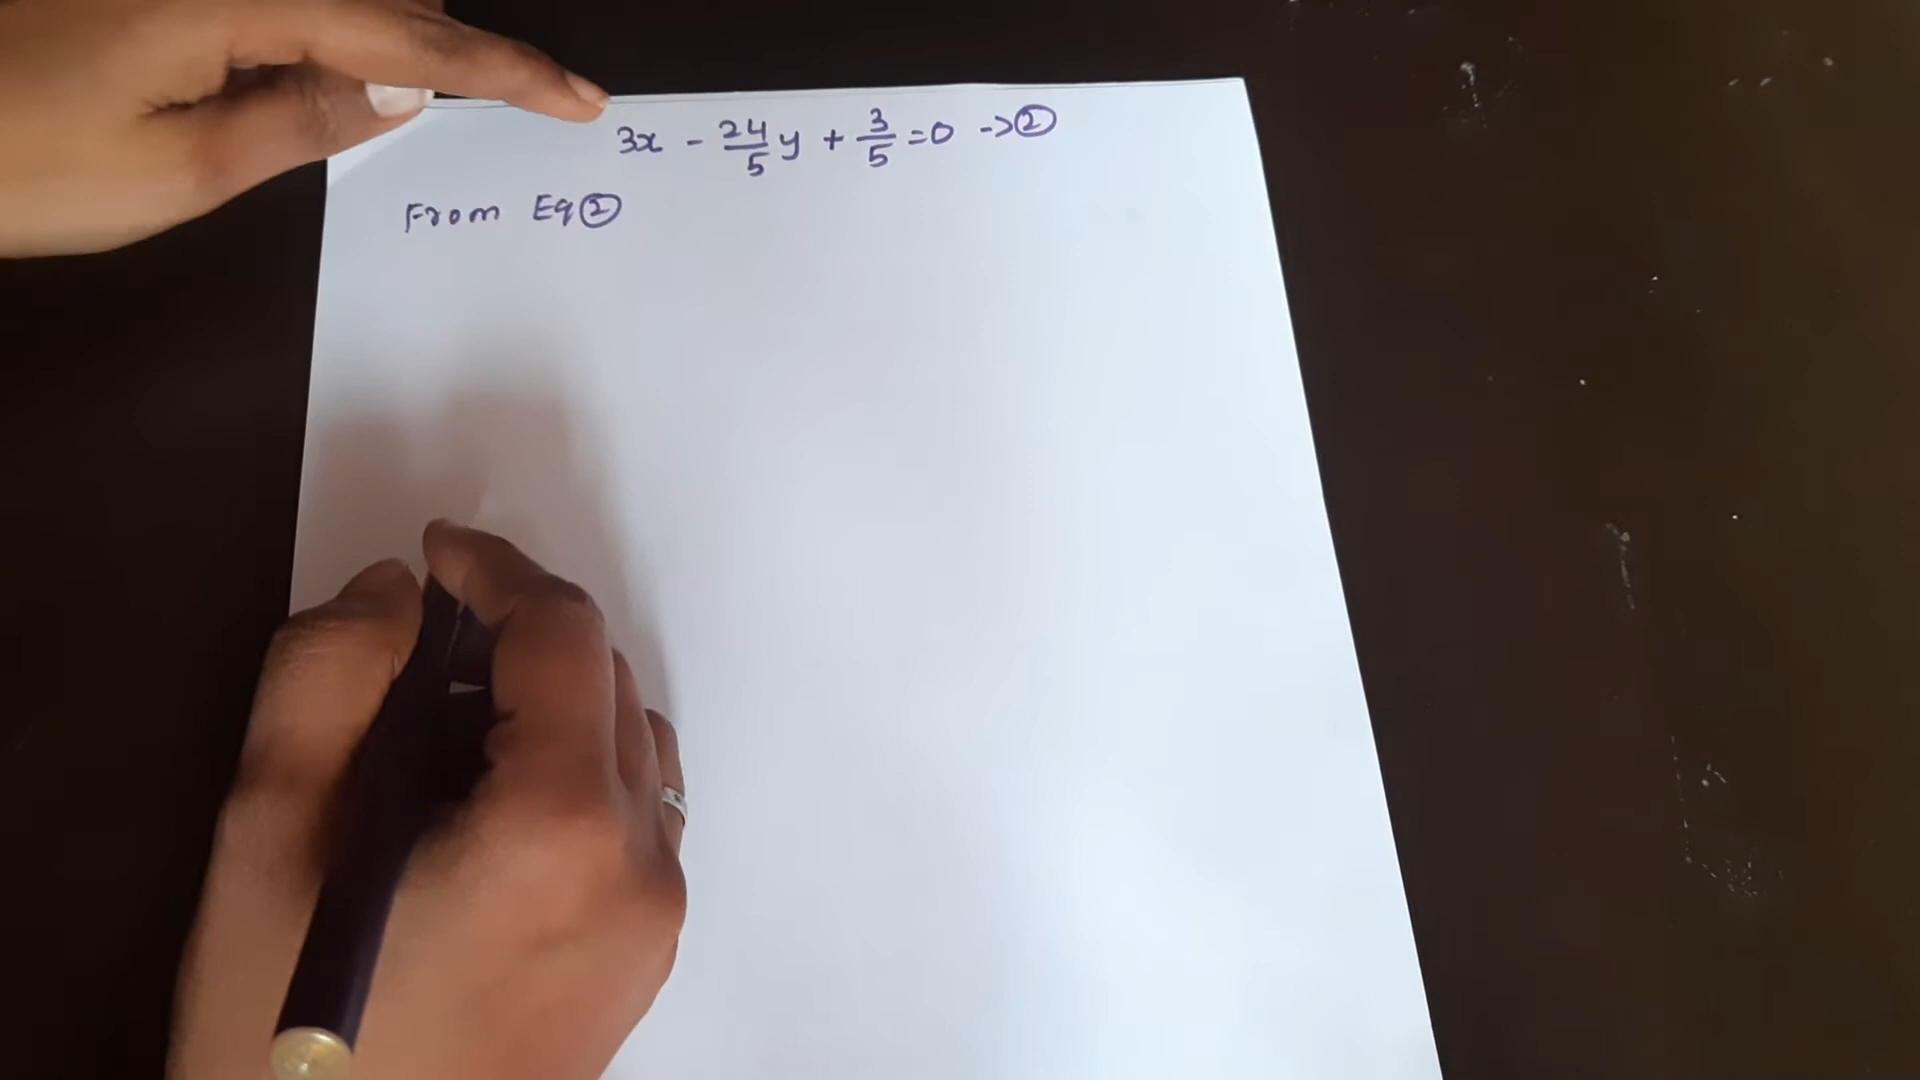 3x - 24/5 y + 3/5 = 0 -> ②
From Eq ②